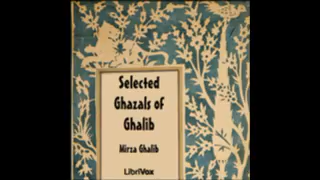 Selected
Ghazals of
Ghalib
Mirza Ghalib
LibriVox